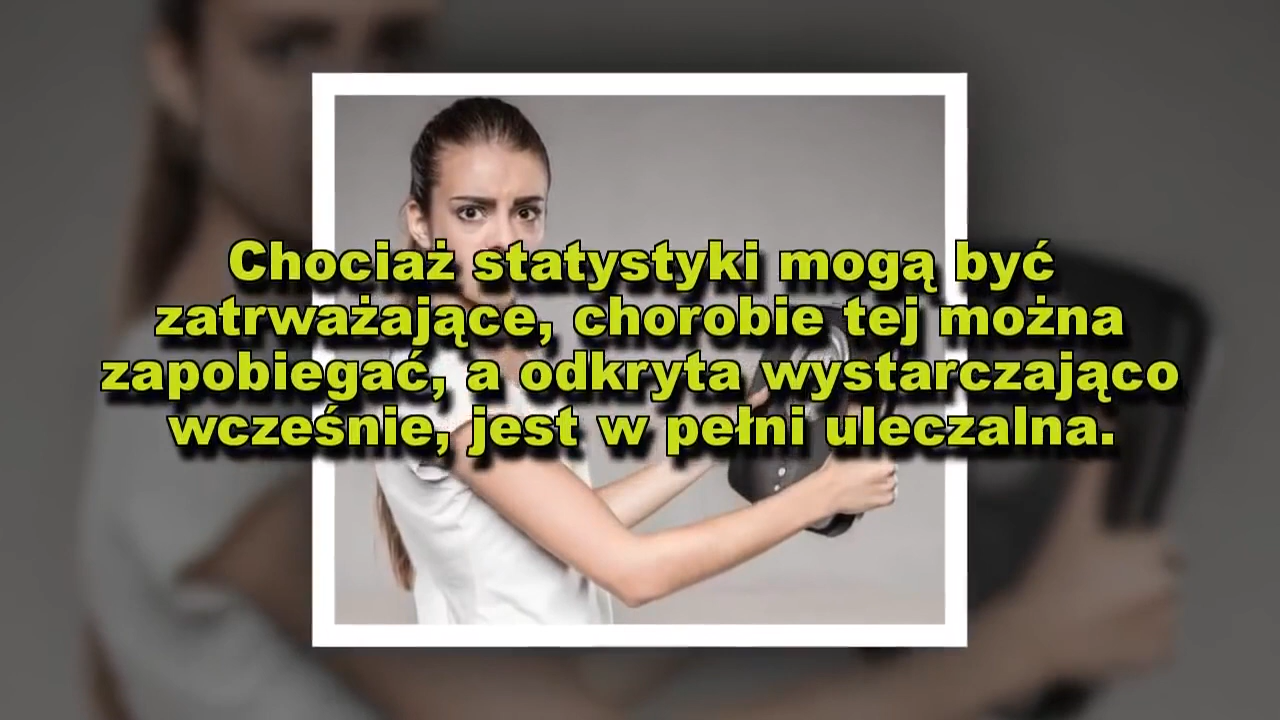 Chociaż statystyki mogą być
zatrważające, chorobie tej można
zapobiegać, a odkryta wystarczająco
wcześnie, jest w pełni uleczalna.